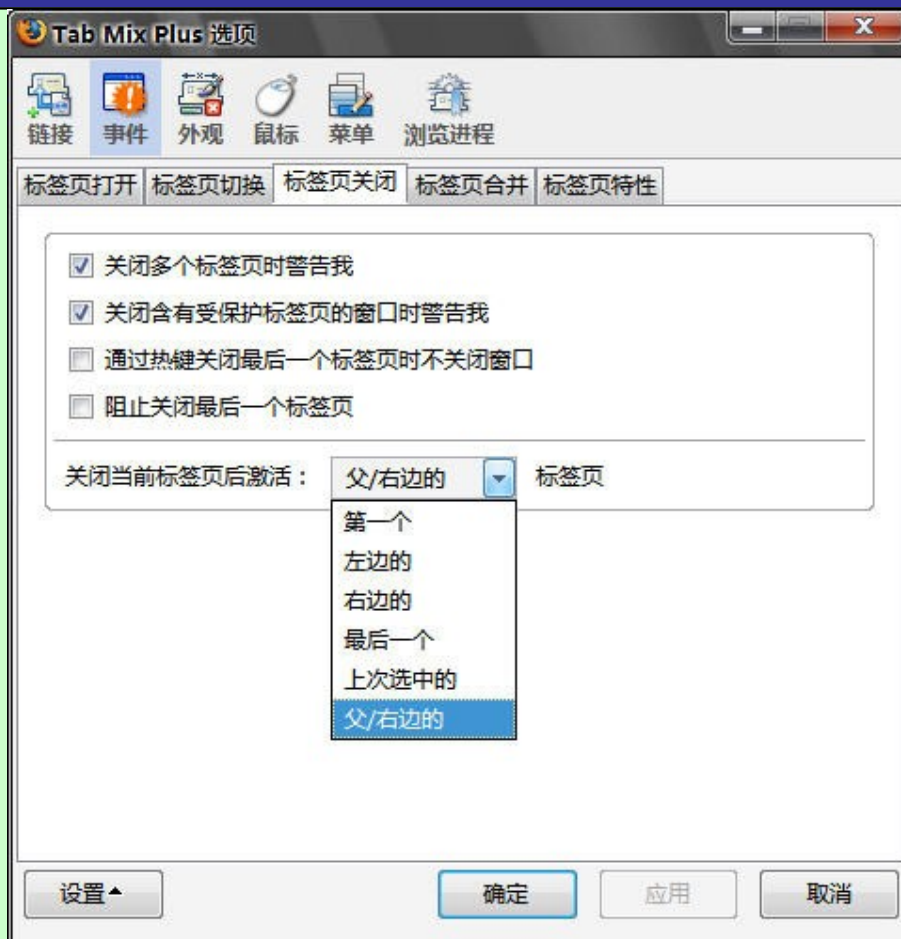 Tab Mix Plus 选项
链接 事件 外观 鼠标 菜单 浏览进程
标签页打开 标签页切换 标签页关闭 标签页合并 标签页特性
关闭多个标签页时警告我
关闭含有受保护标签页的窗口时警告我
通过热键关闭最后一个标签页时不关闭窗口
阻止关闭最后一个标签页
关闭当前标签页后激活： 父/右边的 标签页
第一个
左边的
右边的
最后一个
上次选中的
父/右边的
设置 确定 应用 取消